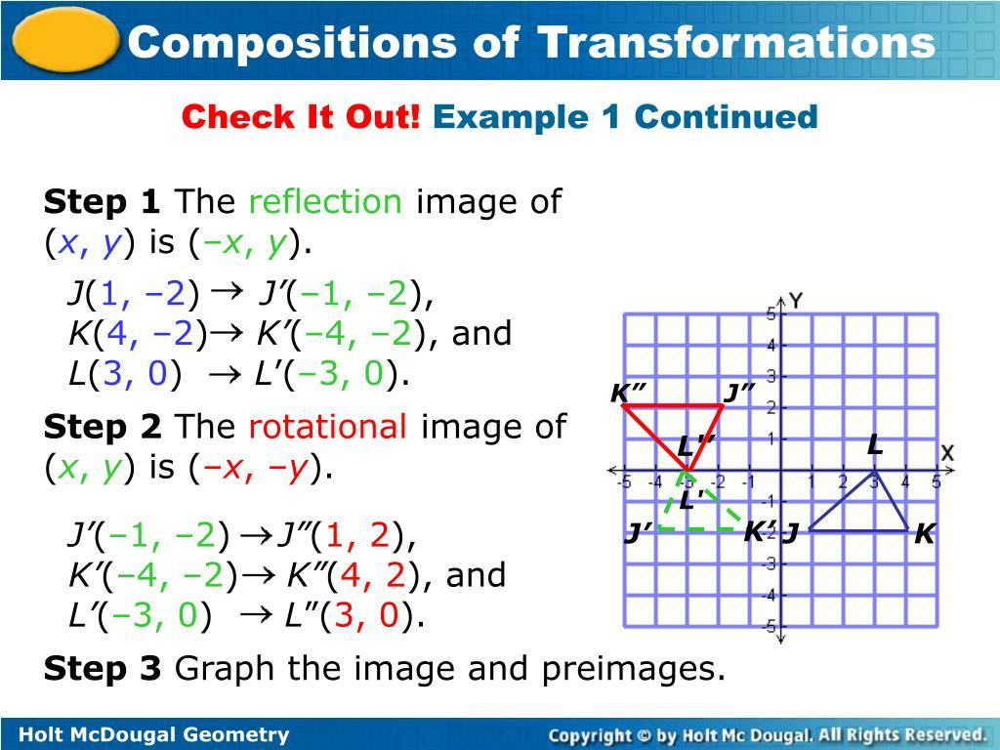 Compositions of Transformations
Check It Out! Example 1 Continued
Step 1 The reflection image of
(x, y) is (–x, y).
J(1, –2) → J’(–1, –2),
K(4, –2)→ K’(–4, –2), and
L(3, 0) → L’(–3, 0).
Step 2 The rotational image of
(x, y) is (–x, –y).
J’(–1, –2) →J”(1, 2),
K’(–4, –2)→ K”(4, 2), and
L’(–3, 0) → L”(3, 0).
Step 3 Graph the image and preimages.
Y
5
4
3
K” J” 2
L'' 1 L
X
-5 -4 -3 -2 -1 1 2 3 4 5
L' -1
J’ K’ -2 J K
-3
-4
-5
Holt McDougal Geometry
Copyright © by Holt Mc Dougal. All Rights Reserved.